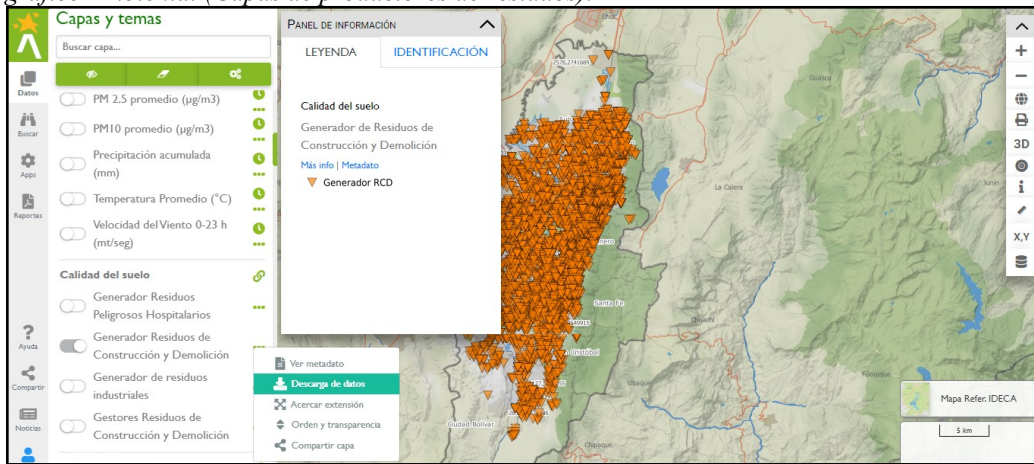 Capas y temas
Buscar capa...
Datos
Buscar
Apps
Reportes
Ayuda
Compartir
Noticias
PM 2.5 promedio (µg/m3)
PM10 promedio (µg/m3)
Precipitación acumulada
(mm)
Temperatura Promedio (°C)
Velocidad del Viento 0-23 h
(mt/seg)
Calidad del suelo
Generador Residuos
Peligrosos Hospitalarios
Generador Residuos de
Construcción y Demolición
Generador de residuos
industriales
Gestores Residuos de
Construcción y Demolición
PANEL DE INFORMACIÓN
LEYENDA
IDENTIFICACIÓN
Calidad del suelo
Generador de Residuos de
Construcción y Demolición
Más info | Metadato
Generador RCD
Ver metadato
Descarga de datos
Acercar extensión
Orden y transparencia
Compartir capa
Guasca
La Calera
Junín
Santa Fe
Choachí
Cristóbal
Ubaque
Fómeque
Ciudad Bolívar
Chipaque
3D
X,Y
Mapa Refer. IDECA
5 km